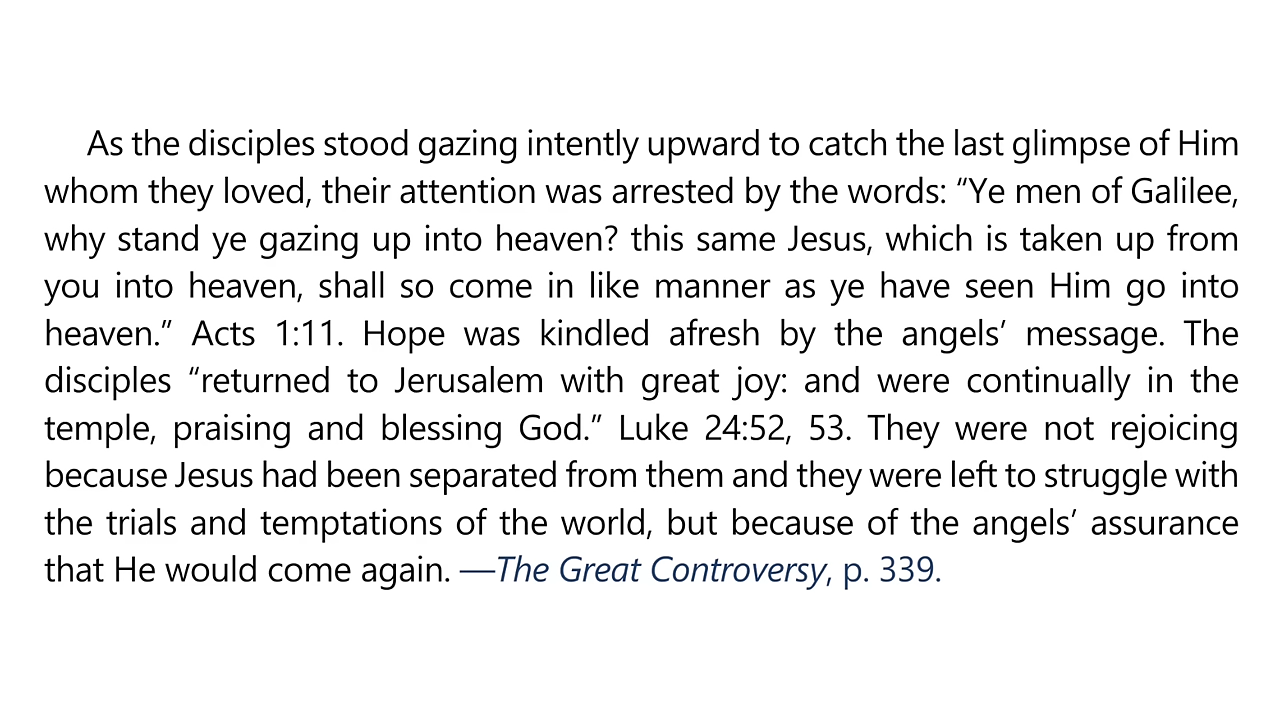 As the disciples stood gazing intently upward to catch the last glimpse of Him
whom they loved, their attention was arrested by the words: “Ye men of Galilee,
why stand ye gazing up into heaven? this same Jesus, which is taken up from
you into heaven, shall so come in like manner as ye have seen Him go into
heaven.” Acts 1:11. Hope was kindled afresh by the angels’ message. The
disciples “returned to Jerusalem with great joy: and were continually in the
temple, praising and blessing God.” Luke 24:52, 53. They were not rejoicing
because Jesus had been separated from them and they were left to struggle with
the trials and temptations of the world, but because of the angels’ assurance
that He would come again. —The Great Controversy, p. 339.